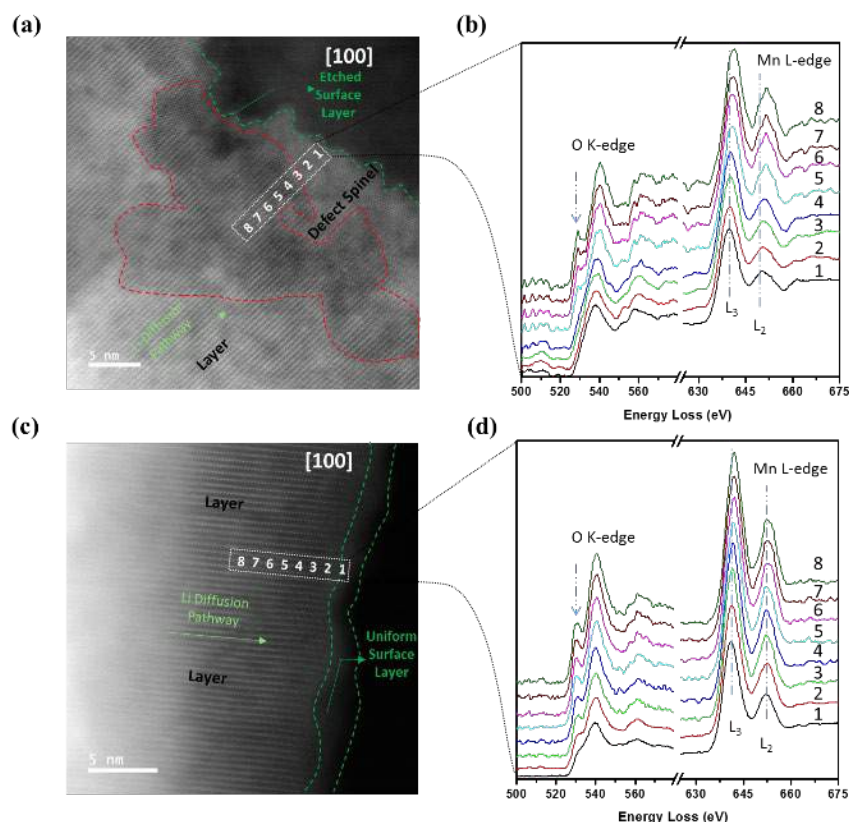 (a)
[100]
Etched
Surface
Layer
8 7 6 5 4 3 2 1
Defect Spinel
Diffusion
Pathway
Layer
5 nm
(b)
Mn L-edge
O K-edge
8
7
6
5
4
3
2
1
L3
L2
500 520 540 560 630 645 660 675
Energy Loss (eV)
(c)
[100]
Layer
8 7 6 5 4 3 2 1
Li Diffusion
Pathway
Uniform
Surface
Layer
Layer
5 nm
(d)
Mn L-edge
O K-edge
8
7
6
5
4
3
2
1
L3
L2
500 520 540 560 630 645 660 675
Energy Loss (eV)